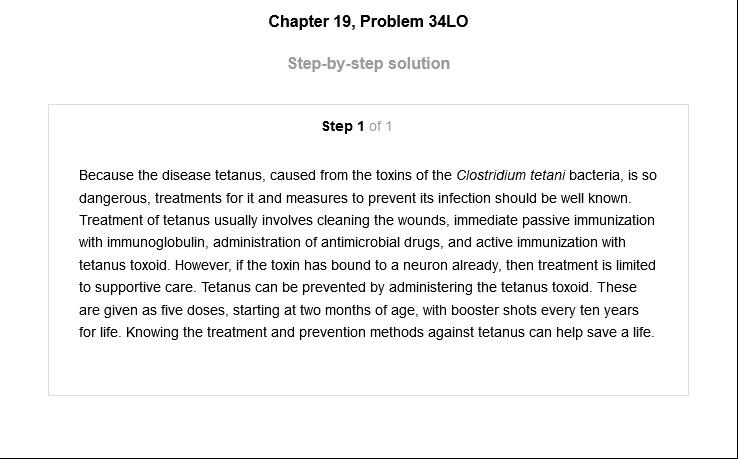 Chapter 19, Problem 34LO
Step-by-step solution
Step 1 of 1
Because the disease tetanus, caused from the toxins of the Clostridium tetani bacteria, is so
dangerous, treatments for it and measures to prevent its infection should be well known.
Treatment of tetanus usually involves cleaning the wounds, immediate passive immunization
with immunoglobulin, administration of antimicrobial drugs, and active immunization with
tetanus toxoid. However, if the toxin has bound to a neuron already, then treatment is limited
to supportive care. Tetanus can be prevented by administering the tetanus toxoid. These
are given as five doses, starting at two months of age, with booster shots every ten years
for life. Knowing the treatment and prevention methods against tetanus can help save a life.